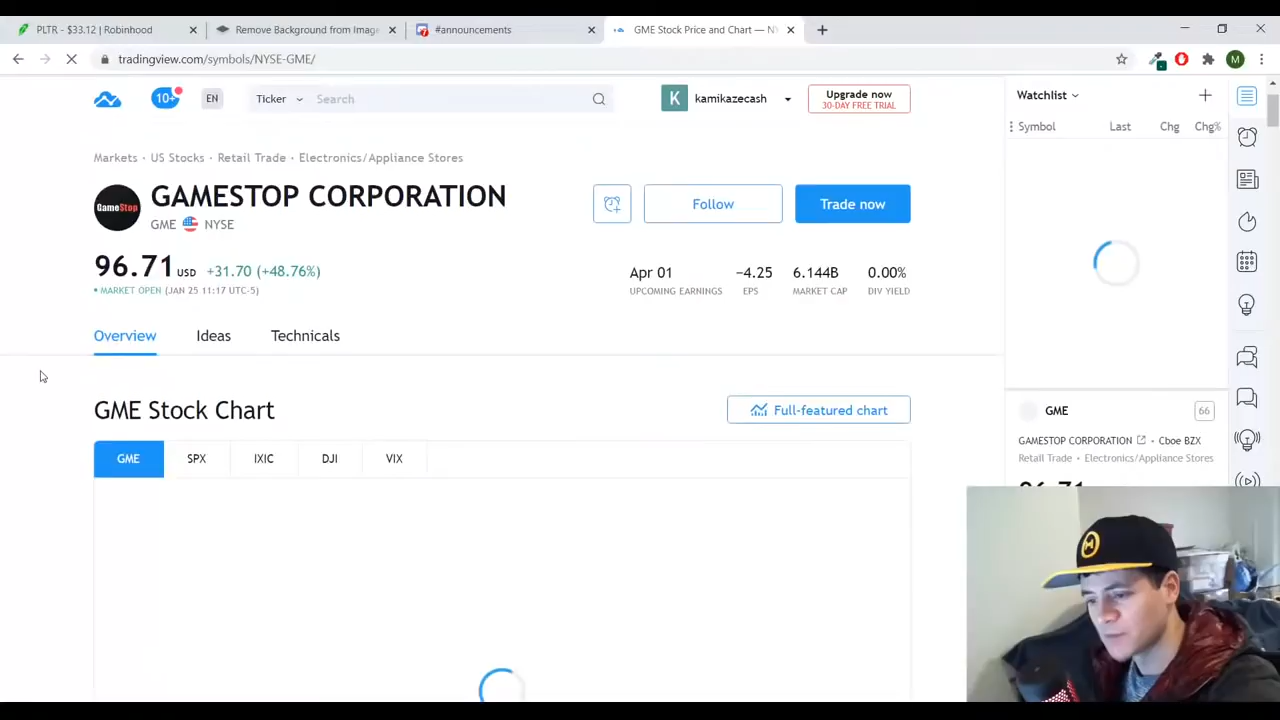 PLTR - $33.12 | Robinhood
Remove Background from Imag
#announcements
GME Stock Price and Chart — NY
tradingview.com/symbols/NYSE-GME/
M
10+
EN
Ticker
Search
K
kamikazecash
Upgrade now
30-DAY FREE TRIAL
Watchlist
Symbol Last Chg Chg%
Markets · US Stocks · Retail Trade · Electronics/Appliance Stores
GameStop
GAMESTOP CORPORATION
GME NYSE
Follow
Trade now
96.71 USD +31.70 (+48.76%)
• MARKET OPEN (JAN 25 11:17 UTC-5)
Apr 01 −4.25 6.144B 0.00%
UPCOMING EARNINGS EPS MARKET CAP DIV YIELD
Overview Ideas Technicals
GME Stock Chart
Full-featured chart
GME SPX IXIC DJI VIX
GME
66
GAMESTOP CORPORATION • Cboe BZX
Retail Trade • Electronics/Appliance Stores
96.71